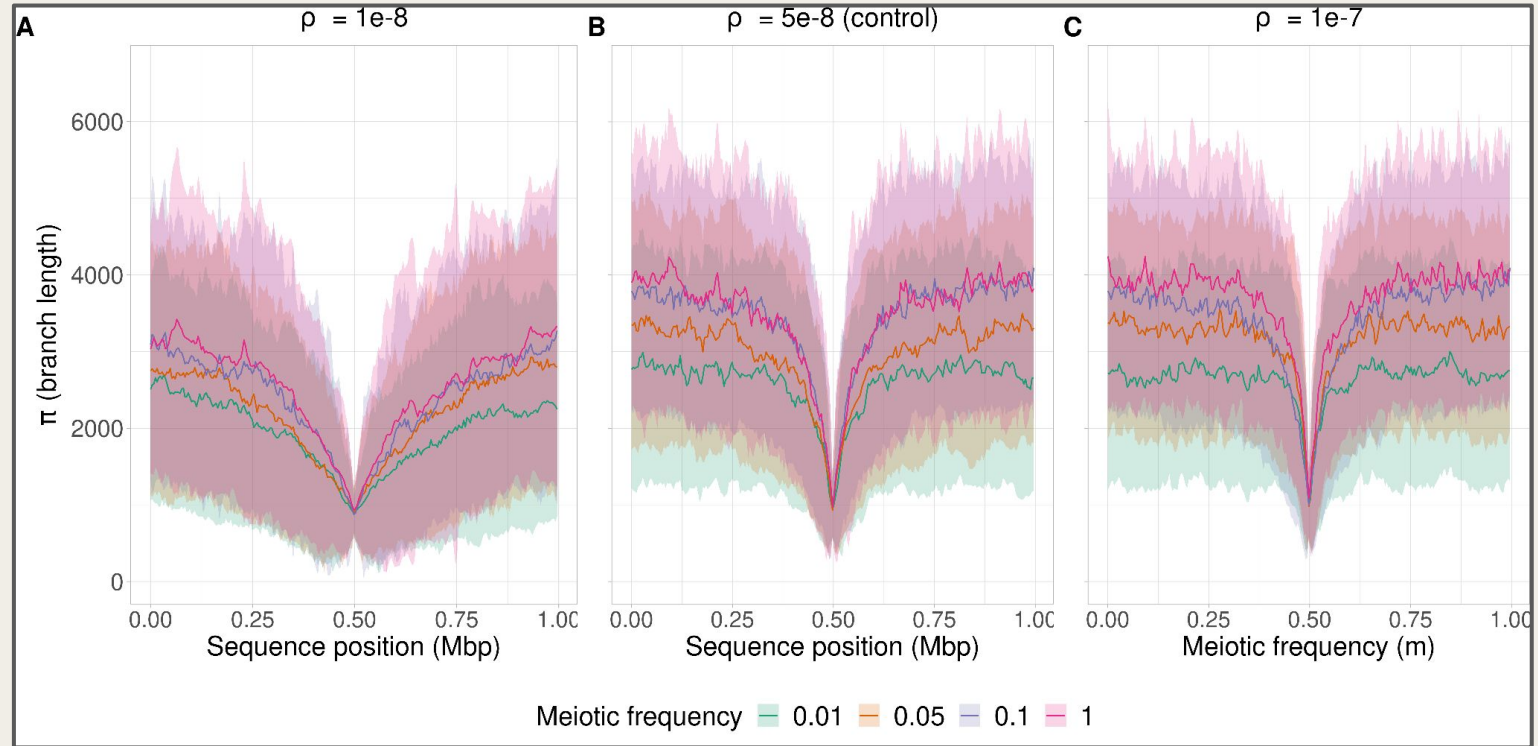 A ρ = 1e-8
B ρ = 5e-8 (control)
C ρ = 1e-7
π (branch length)
6000
4000
2000
0
0.00 0.25 0.50 0.75 1.00
0.00 0.25 0.50 0.75 1.00
0.00 0.25 0.50 0.75 1.00
Sequence position (Mbp)
Sequence position (Mbp)
Meiotic frequency (m)
Meiotic frequency 0.01 0.05 0.1 1